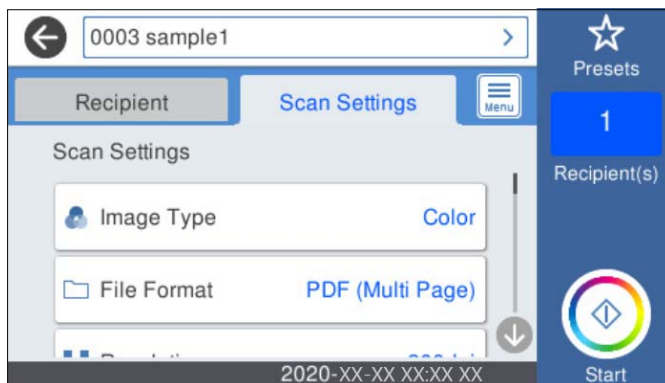 0003 sample1
Presets
Recipient
Scan Settings
Menu
1
Recipient(s)
Scan Settings
Image Type
Color
File Format
PDF (Multi Page)
2020-XX-XX XX:XX XX
Start